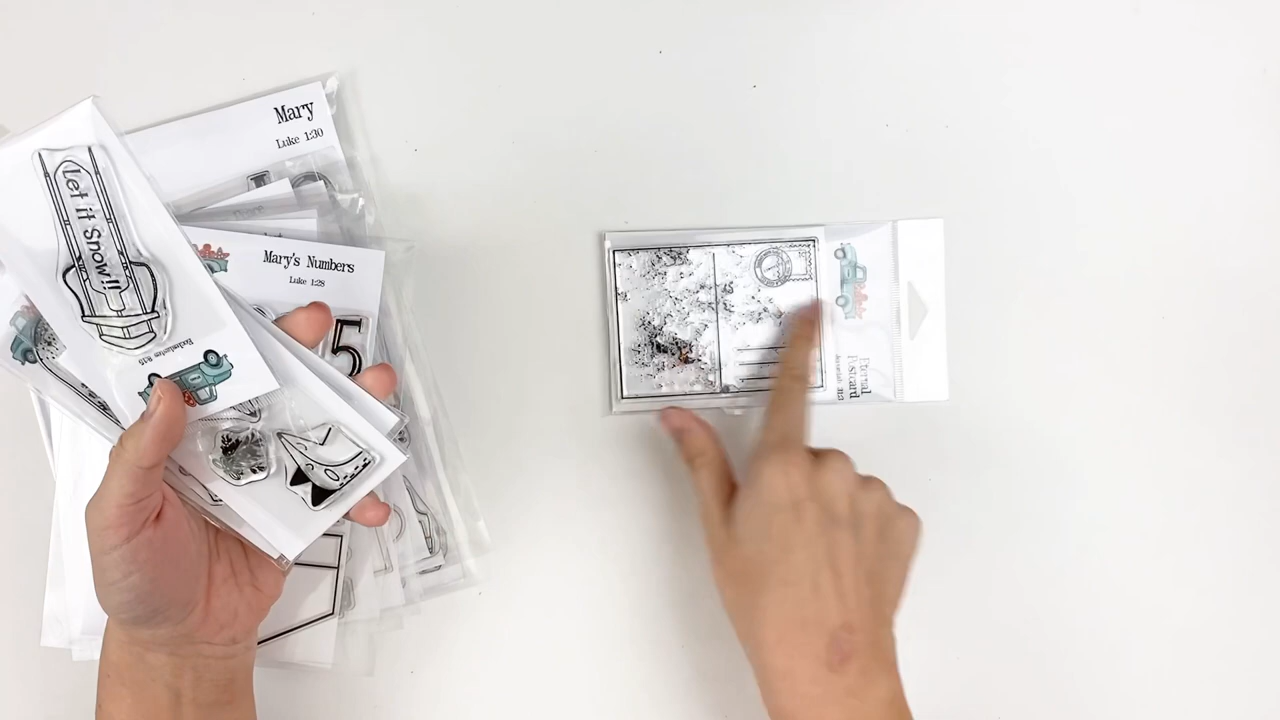 Mary
Luke 1:30
Mary's Numbers
Luke 1:28
5
Let it Snow!!
Eternal
Postcard